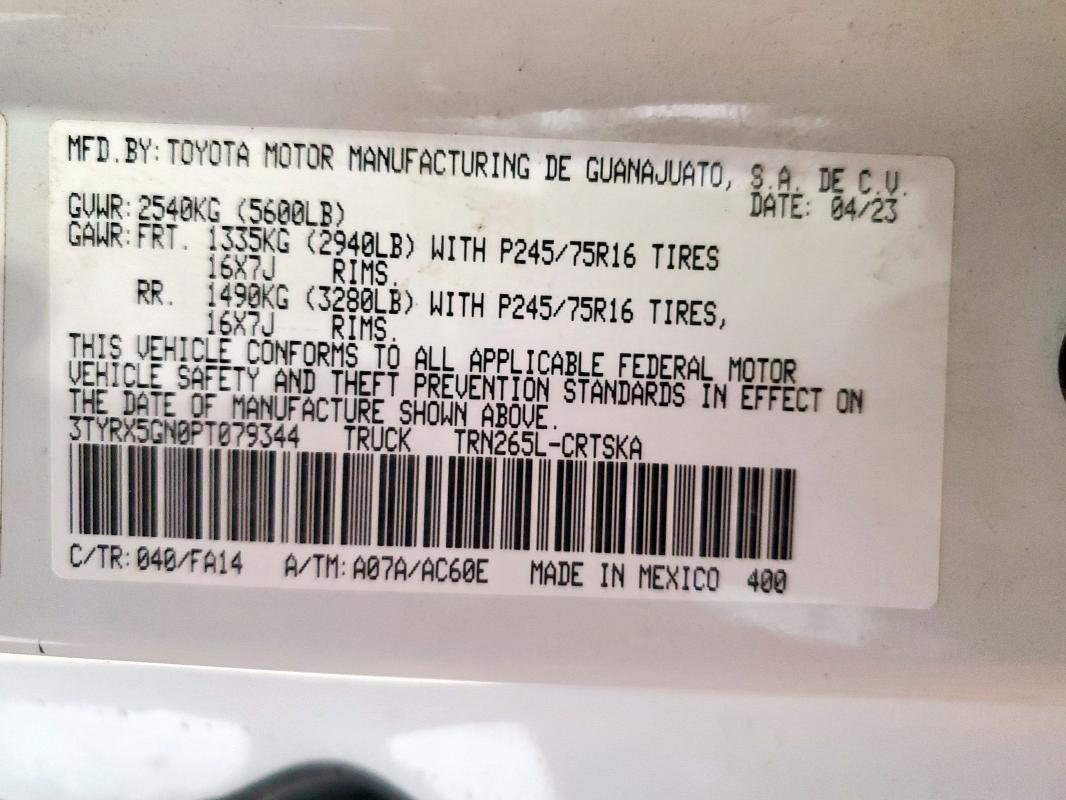 MFD.BY: TOYOTA MOTOR MANUFACTURING DE GUANAJUATO, S.A. DE C.V.
DATE: 04/23
GVWR: 2540KG (5600LB)
GAWR: FRT. 1335KG (2940LB) WITH P245/75R16 TIRES
16X7J RIMS.
RR. 1490KG (3280LB) WITH P245/75R16 TIRES,
16X7J RIMS.
THIS VEHICLE CONFORMS TO ALL APPLICABLE FEDERAL MOTOR
VEHICLE SAFETY AND THEFT PREVENTION STANDARDS IN EFFECT ON
THE DATE OF MANUFACTURE SHOWN ABOVE.
3TYRX5GN0PT079344 TRUCK TRN265L-CRTSKA
C/TR: 040/FA14 A/TM: A07A/AC60E MADE IN MEXICO 400